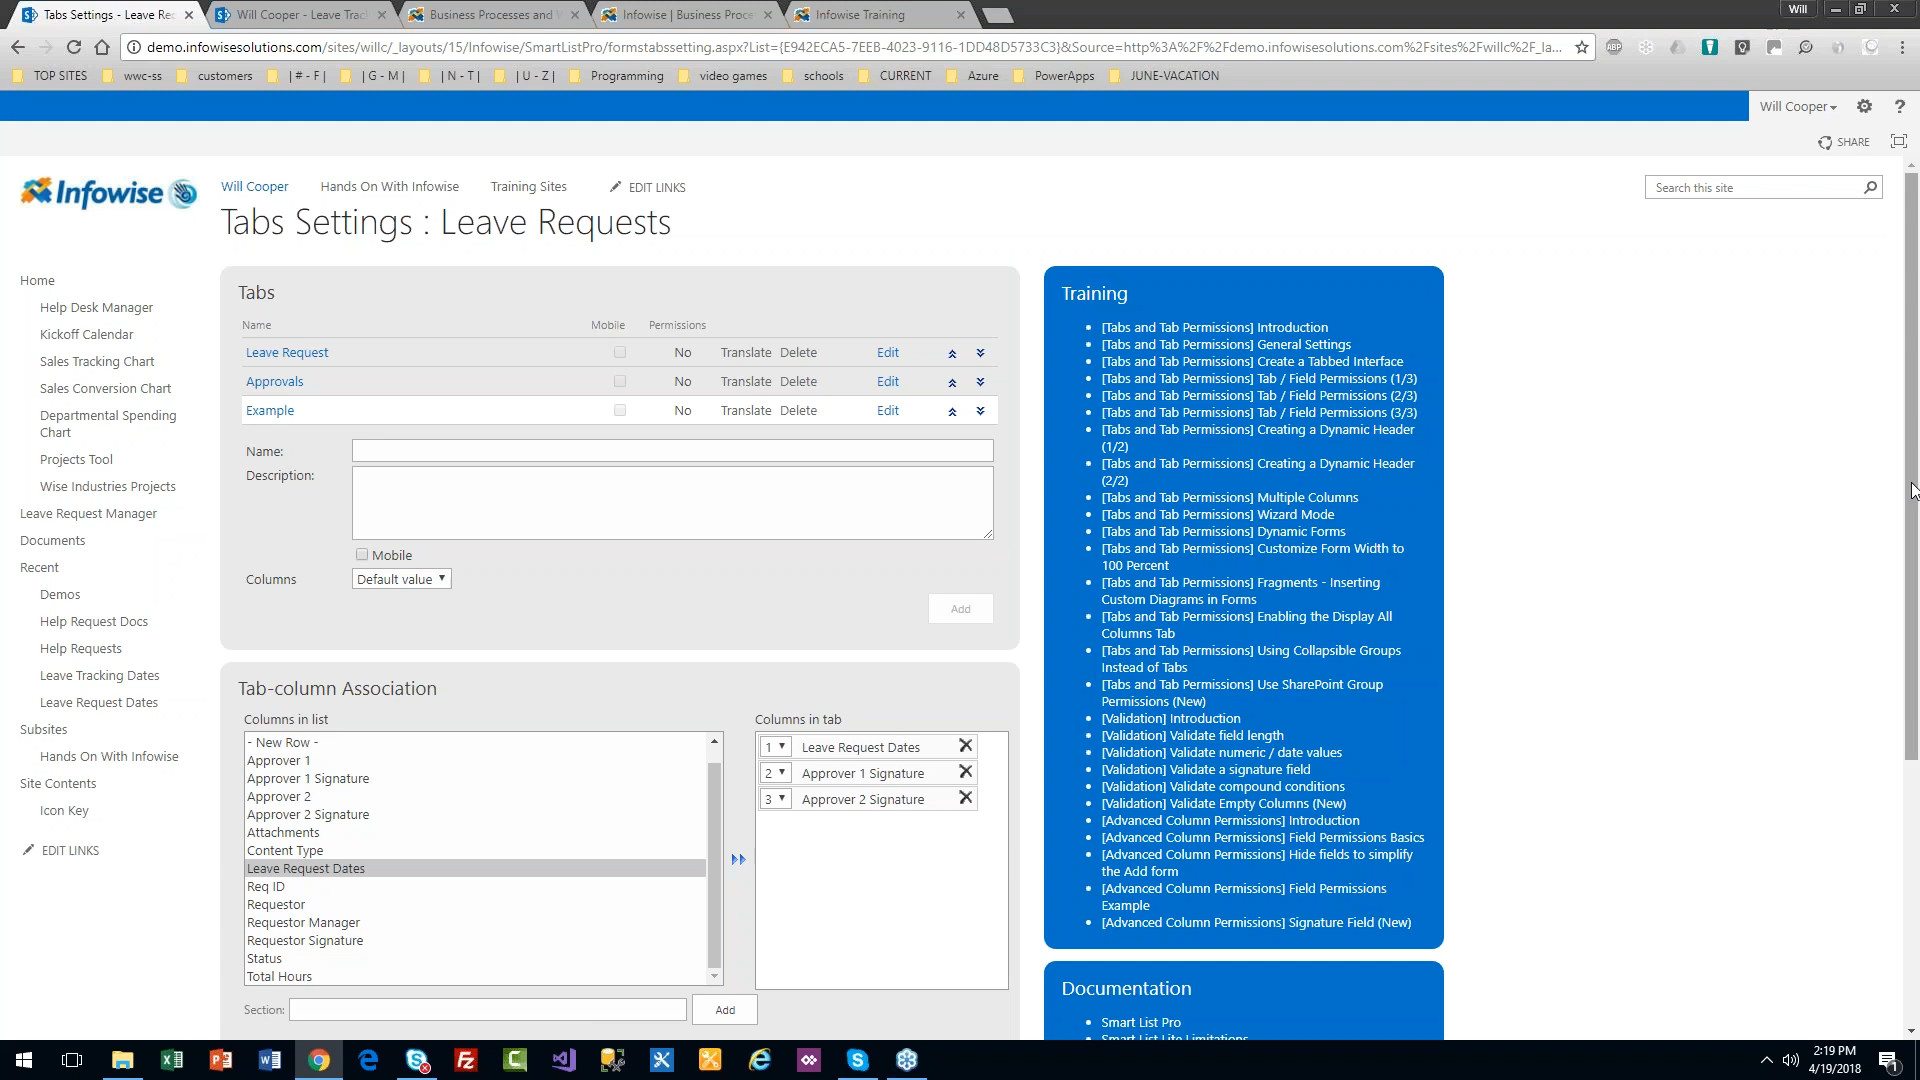 Tabs Settings - Leave Rec
Will Cooper - Leave Trac
Business Processes and V
Infowise | Business Proce
Infowise Training
Will
demo.infowisesolutions.com/sites/willc/_layouts/15/Infowise/SmartListPro/formstabssetting.aspx?List={E942ECA5-7EEB-4023-9116-1DD48D5733C3}&Source=http%3A%2F%2Fdemo.infowisesolutions.com%2Fsites%2Fwillc%2F_la...
TOP SITES
wwc-ss
customers
| # - F |
| G - M |
| N - T |
| U - Z |
Programming
video games
schools
CURRENT
Azure
PowerApps
JUNE-VACATION
Will Cooper
?
SHARE
Infowise
Will Cooper
Hands On With Infowise
Training Sites
EDIT LINKS
Search this site
Tabs Settings : Leave Requests
Home
Help Desk Manager
Kickoff Calendar
Sales Tracking Chart
Sales Conversion Chart
Departmental Spending
Chart
Projects Tool
Wise Industries Projects
Leave Request Manager
Documents
Recent
Demos
Help Request Docs
Help Requests
Leave Tracking Dates
Leave Request Dates
Subsites
Hands On With Infowise
Site Contents
Icon Key
EDIT LINKS
Tabs
Name Mobile Permissions
Leave Request No Translate Delete Edit
Approvals No Translate Delete Edit
Example No Translate Delete Edit
Name:
Description:
Mobile
Columns Default value
Add
Tab-column Association
Columns in list
- New Row -
Approver 1
Approver 1 Signature
Approver 2
Approver 2 Signature
Attachments
Content Type
Leave Request Dates
Req ID
Requestor
Requestor Manager
Requestor Signature
Status
Total Hours
Columns in tab
1 Leave Request Dates
2 Approver 1 Signature
3 Approver 2 Signature
Section:
Add
Training
[Tabs and Tab Permissions] Introduction
[Tabs and Tab Permissions] General Settings
[Tabs and Tab Permissions] Create a Tabbed Interface
[Tabs and Tab Permissions] Tab / Field Permissions (1/3)
[Tabs and Tab Permissions] Tab / Field Permissions (2/3)
[Tabs and Tab Permissions] Tab / Field Permissions (3/3)
[Tabs and Tab Permissions] Creating a Dynamic Header
(1/2)
[Tabs and Tab Permissions] Creating a Dynamic Header
(2/2)
[Tabs and Tab Permissions] Multiple Columns
[Tabs and Tab Permissions] Wizard Mode
[Tabs and Tab Permissions] Dynamic Forms
[Tabs and Tab Permissions] Customize Form Width to
100 Percent
[Tabs and Tab Permissions] Fragments - Inserting
Custom Diagrams in Forms
[Tabs and Tab Permissions] Enabling the Display All
Columns Tab
[Tabs and Tab Permissions] Using Collapsible Groups
Instead of Tabs
[Tabs and Tab Permissions] Use SharePoint Group
Permissions (New)
[Validation] Introduction
[Validation] Validate field length
[Validation] Validate numeric / date values
[Validation] Validate a signature field
[Validation] Validate compound conditions
[Validation] Validate Empty Columns (New)
[Advanced Column Permissions] Introduction
[Advanced Column Permissions] Field Permissions Basics
[Advanced Column Permissions] Hide fields to simplify
the Add form
[Advanced Column Permissions] Field Permissions
Example
[Advanced Column Permissions] Signature Field (New)
Documentation
Smart List Pro
Smart List Lite Limitations
2:19 PM
4/19/2018
1